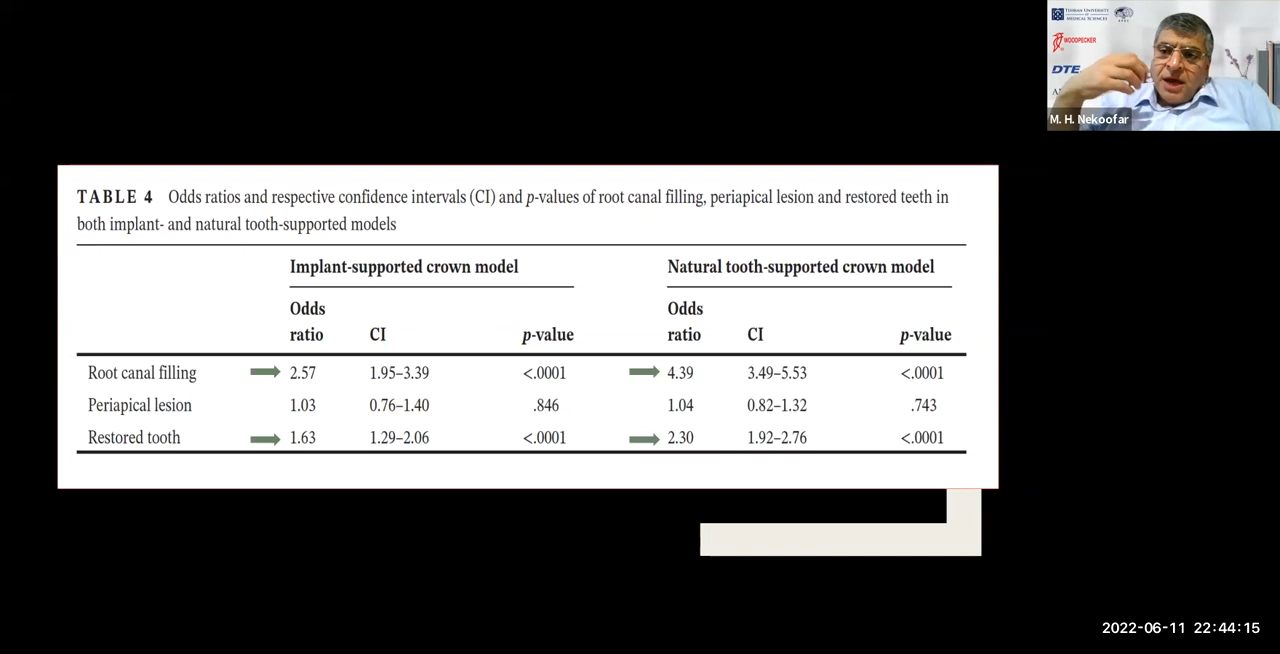 TEHRAN UNIVERSITY
OF
MEDICAL SCIENCES
WOODPECKER
DTE
M. H. Nekoofar
TABLE 4 Odds ratios and respective confidence intervals (CI) and p-values of root canal filling, periapical lesion and restored teeth in
both implant- and natural tooth-supported models
Implant-supported crown model Natural tooth-supported crown model
Odds Odds
ratio CI p-value ratio CI p-value
Root canal filling 2.57 1.95–3.39 <.0001 4.39 3.49–5.53 <.0001
Periapical lesion 1.03 0.76–1.40 .846 1.04 0.82–1.32 .743
Restored tooth 1.63 1.29–2.06 <.0001 2.30 1.92–2.76 <.0001
2022-06-11 22:44:15